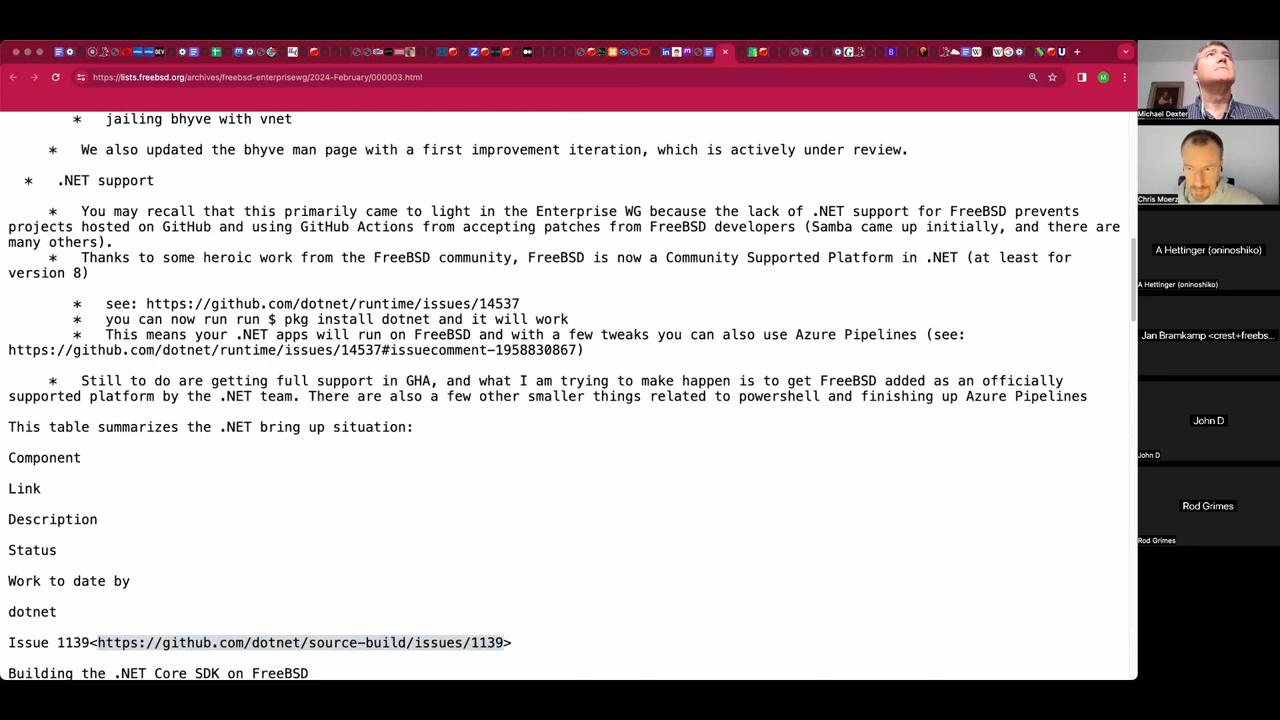 https://lists.freebsd.org/archives/freebsd-enterprisewg/2024-February/000003.html
* jailing bhyve with vnet
* We also updated the bhyve man page with a first improvement iteration, which is actively under review.
* .NET support
* You may recall that this primarily came to light in the Enterprise WG because the lack of .NET support for FreeBSD prevents
projects hosted on GitHub and using GitHub Actions from accepting patches from FreeBSD developers (Samba came up initially, and there are
many others).
* Thanks to some heroic work from the FreeBSD community, FreeBSD is now a Community Supported Platform in .NET (at least for
version 8)
* see: https://github.com/dotnet/runtime/issues/14537
* you can now run run $ pkg install dotnet and it will work
* This means your .NET apps will run on FreeBSD and with a few tweaks you can also use Azure Pipelines (see:
https://github.com/dotnet/runtime/issues/14537#issuecomment-1958830867)
* Still to do are getting full support in GHA, and what I am trying to make happen is to get FreeBSD added as an officially
supported platform by the .NET team. There are also a few other smaller things related to powershell and finishing up Azure Pipelines
This table summarizes the .NET bring up situation:
Component
Link
Description
Status
Work to date by
dotnet
Issue 1139<https://github.com/dotnet/source-build/issues/1139>
Building the .NET Core SDK on FreeBSD
Michael Dexter
Chris Moerz
A Hettinger (oninoshiko)
A Hettinger (oninoshiko)
Jan Bramkamp <crest+freebs...
Jan Bramkamp <crest+freebs...
John D
John D
Rod Grimes
Rod Grimes